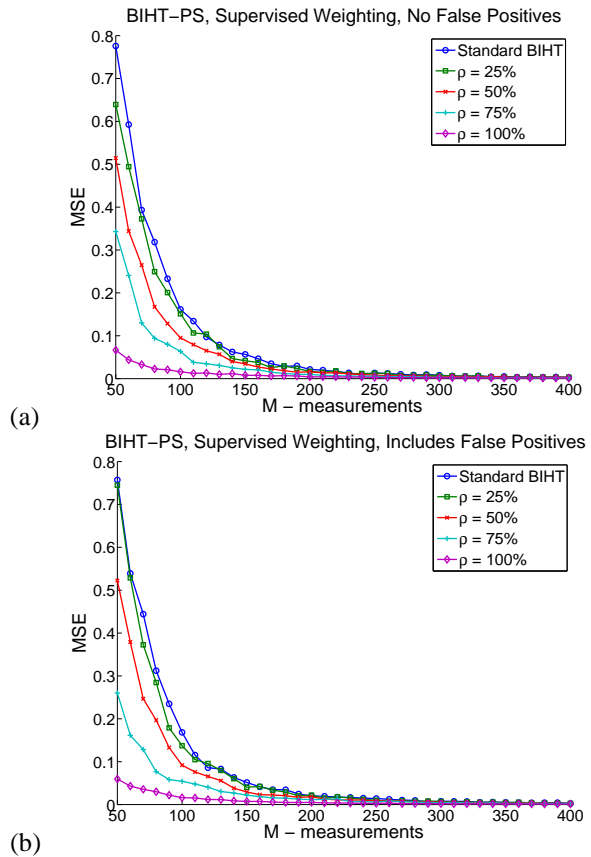 BIHT−PS, Supervised Weighting, No False Positives
0.8
0.7
0.6
0.5
0.4
0.3
0.2
0.1
0
MSE
Standard BIHT
ρ = 25%
ρ = 50%
ρ = 75%
ρ = 100%
50 100 150 200 250 300 350 400
M − measurements
(a)
BIHT−PS, Supervised Weighting, Includes False Positives
0.8
0.7
0.6
0.5
0.4
0.3
0.2
0.1
0
MSE
Standard BIHT
ρ = 25%
ρ = 50%
ρ = 75%
ρ = 100%
50 100 150 200 250 300 350 400
M − measurements
(b)